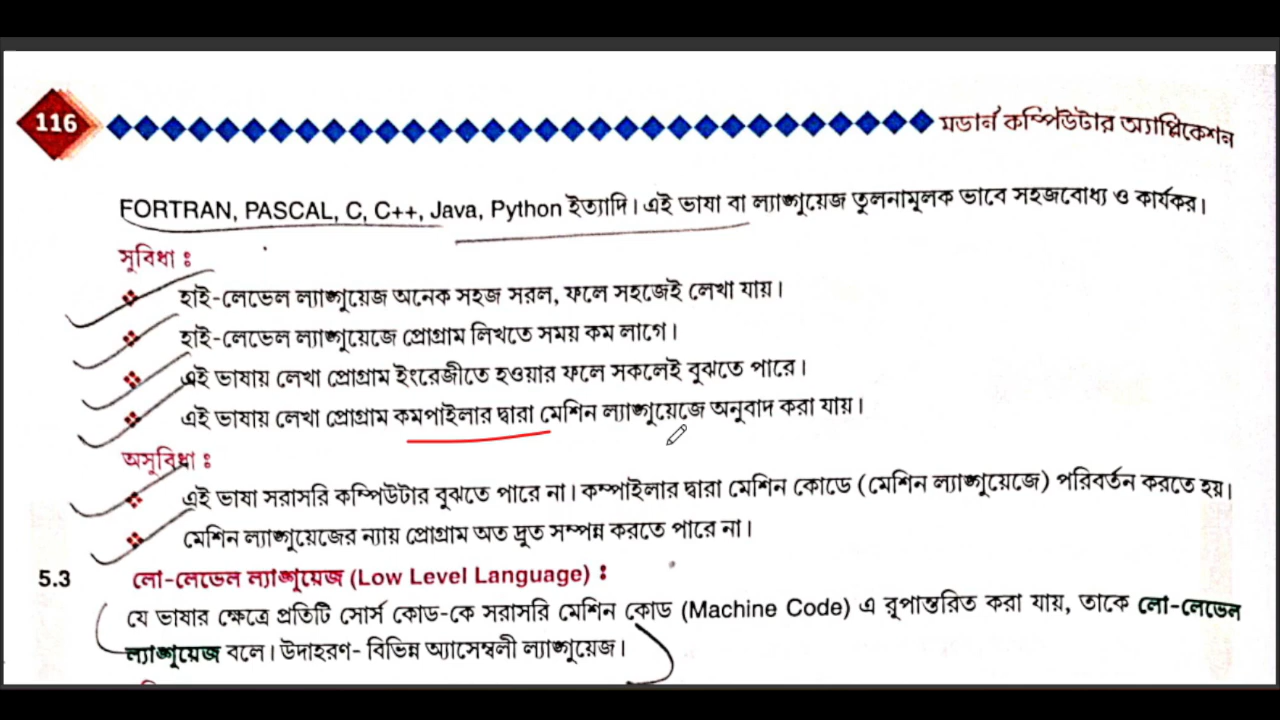 116
মডার্ন কম্পিউটার অ্যাপ্লিকেশন
FORTRAN, PASCAL, C, C++, Java, Python ইত্যাদি। এই ভাষা বা ল্যাঙ্গুয়েজ তুলনামূলক ভাবে সহজবোধ্য ও কার্যকর।
সুবিধা ঃ
হাই-লেভেল ল্যাঙ্গুয়েজ অনেক সহজ সরল, ফলে সহজেই লেখা যায়।
হাই-লেভেল ল্যাঙ্গুয়েজে প্রোগ্রাম লিখতে সময় কম লাগে।
এই ভাষায় লেখা প্রোগ্রাম ইংরেজীতে হওয়ার ফলে সকলেই বুঝতে পারে।
এই ভাষায় লেখা প্রোগ্রাম কমপাইলার দ্বারা মেশিন ল্যাঙ্গুয়েজে অনুবাদ করা যায়।
অসুবিধা ঃ
এই ভাষা সরাসরি কম্পিউটার বুঝতে পারে না। কম্পাইলার দ্বারা মেশিন কোডে (মেশিন ল্যাঙ্গুয়েজে) পরিবর্তন করতে হয়।
মেশিন ল্যাঙ্গুয়েজের ন্যায় প্রোগ্রাম অত দ্রুত সম্পন্ন করতে পারে না।
5.3 লো-লেভেল ল্যাঙ্গুয়েজ (Low Level Language) ঃ
যে ভাষার ক্ষেত্রে প্রতিটি সোর্স কোড-কে সরাসরি মেশিন কোড (Machine Code) এ রূপান্তরিত করা যায়, তাকে লো-লেভেল
ল্যাঙ্গুয়েজ বলে। উদাহরণ- বিভিন্ন অ্যাসেম্বলী ল্যাঙ্গুয়েজ।